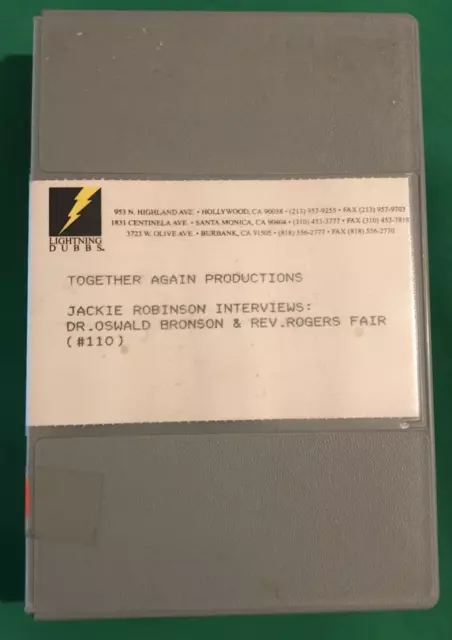 953 N. HIGHLAND AVE. • HOLLYWOOD, CA 90038 • (213) 957-9255 • FAX (213) 957-9703
1831 CENTINELA AVE. • SANTA MONICA, CA 90404 • (310) 453-3777 • FAX (310) 453-7819
3723 W. OLIVE AVE. • BURBANK, CA 91505 • (818) 556-2777 • FAX (818) 556-2770
LIGHTNING
DUBBS.
TOGETHER AGAIN PRODUCTIONS
JACKIE ROBINSON INTERVIEWS:
DR.OSWALD BRONSON & REV.ROGERS FAIR
(#110)